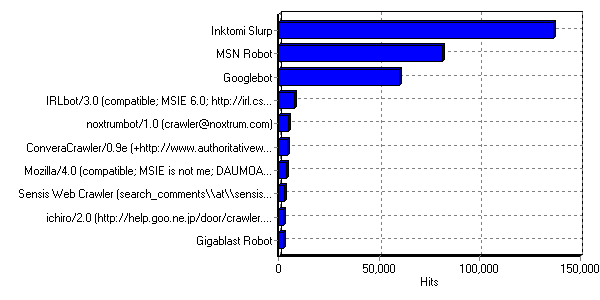 Inktomi Slurp
MSN Robot
Googlebot
IRLbot/3.0 (compatible; MSIE 6.0; http://irl.cs...
noxtrumbot/1.0 (crawler@noxtrum.com)
ConveraCrawler/0.9e (+http://www.authoritativew...
Mozilla/4.0 (compatible; MSIE is not me; DAUMOA...
Sensis Web Crawler (search_comments\\at\\sensis...
ichiro/2.0 (http://help.goo.ne.jp/door/crawler....
Gigablast Robot
0 50,000 100,000 150,000
Hits